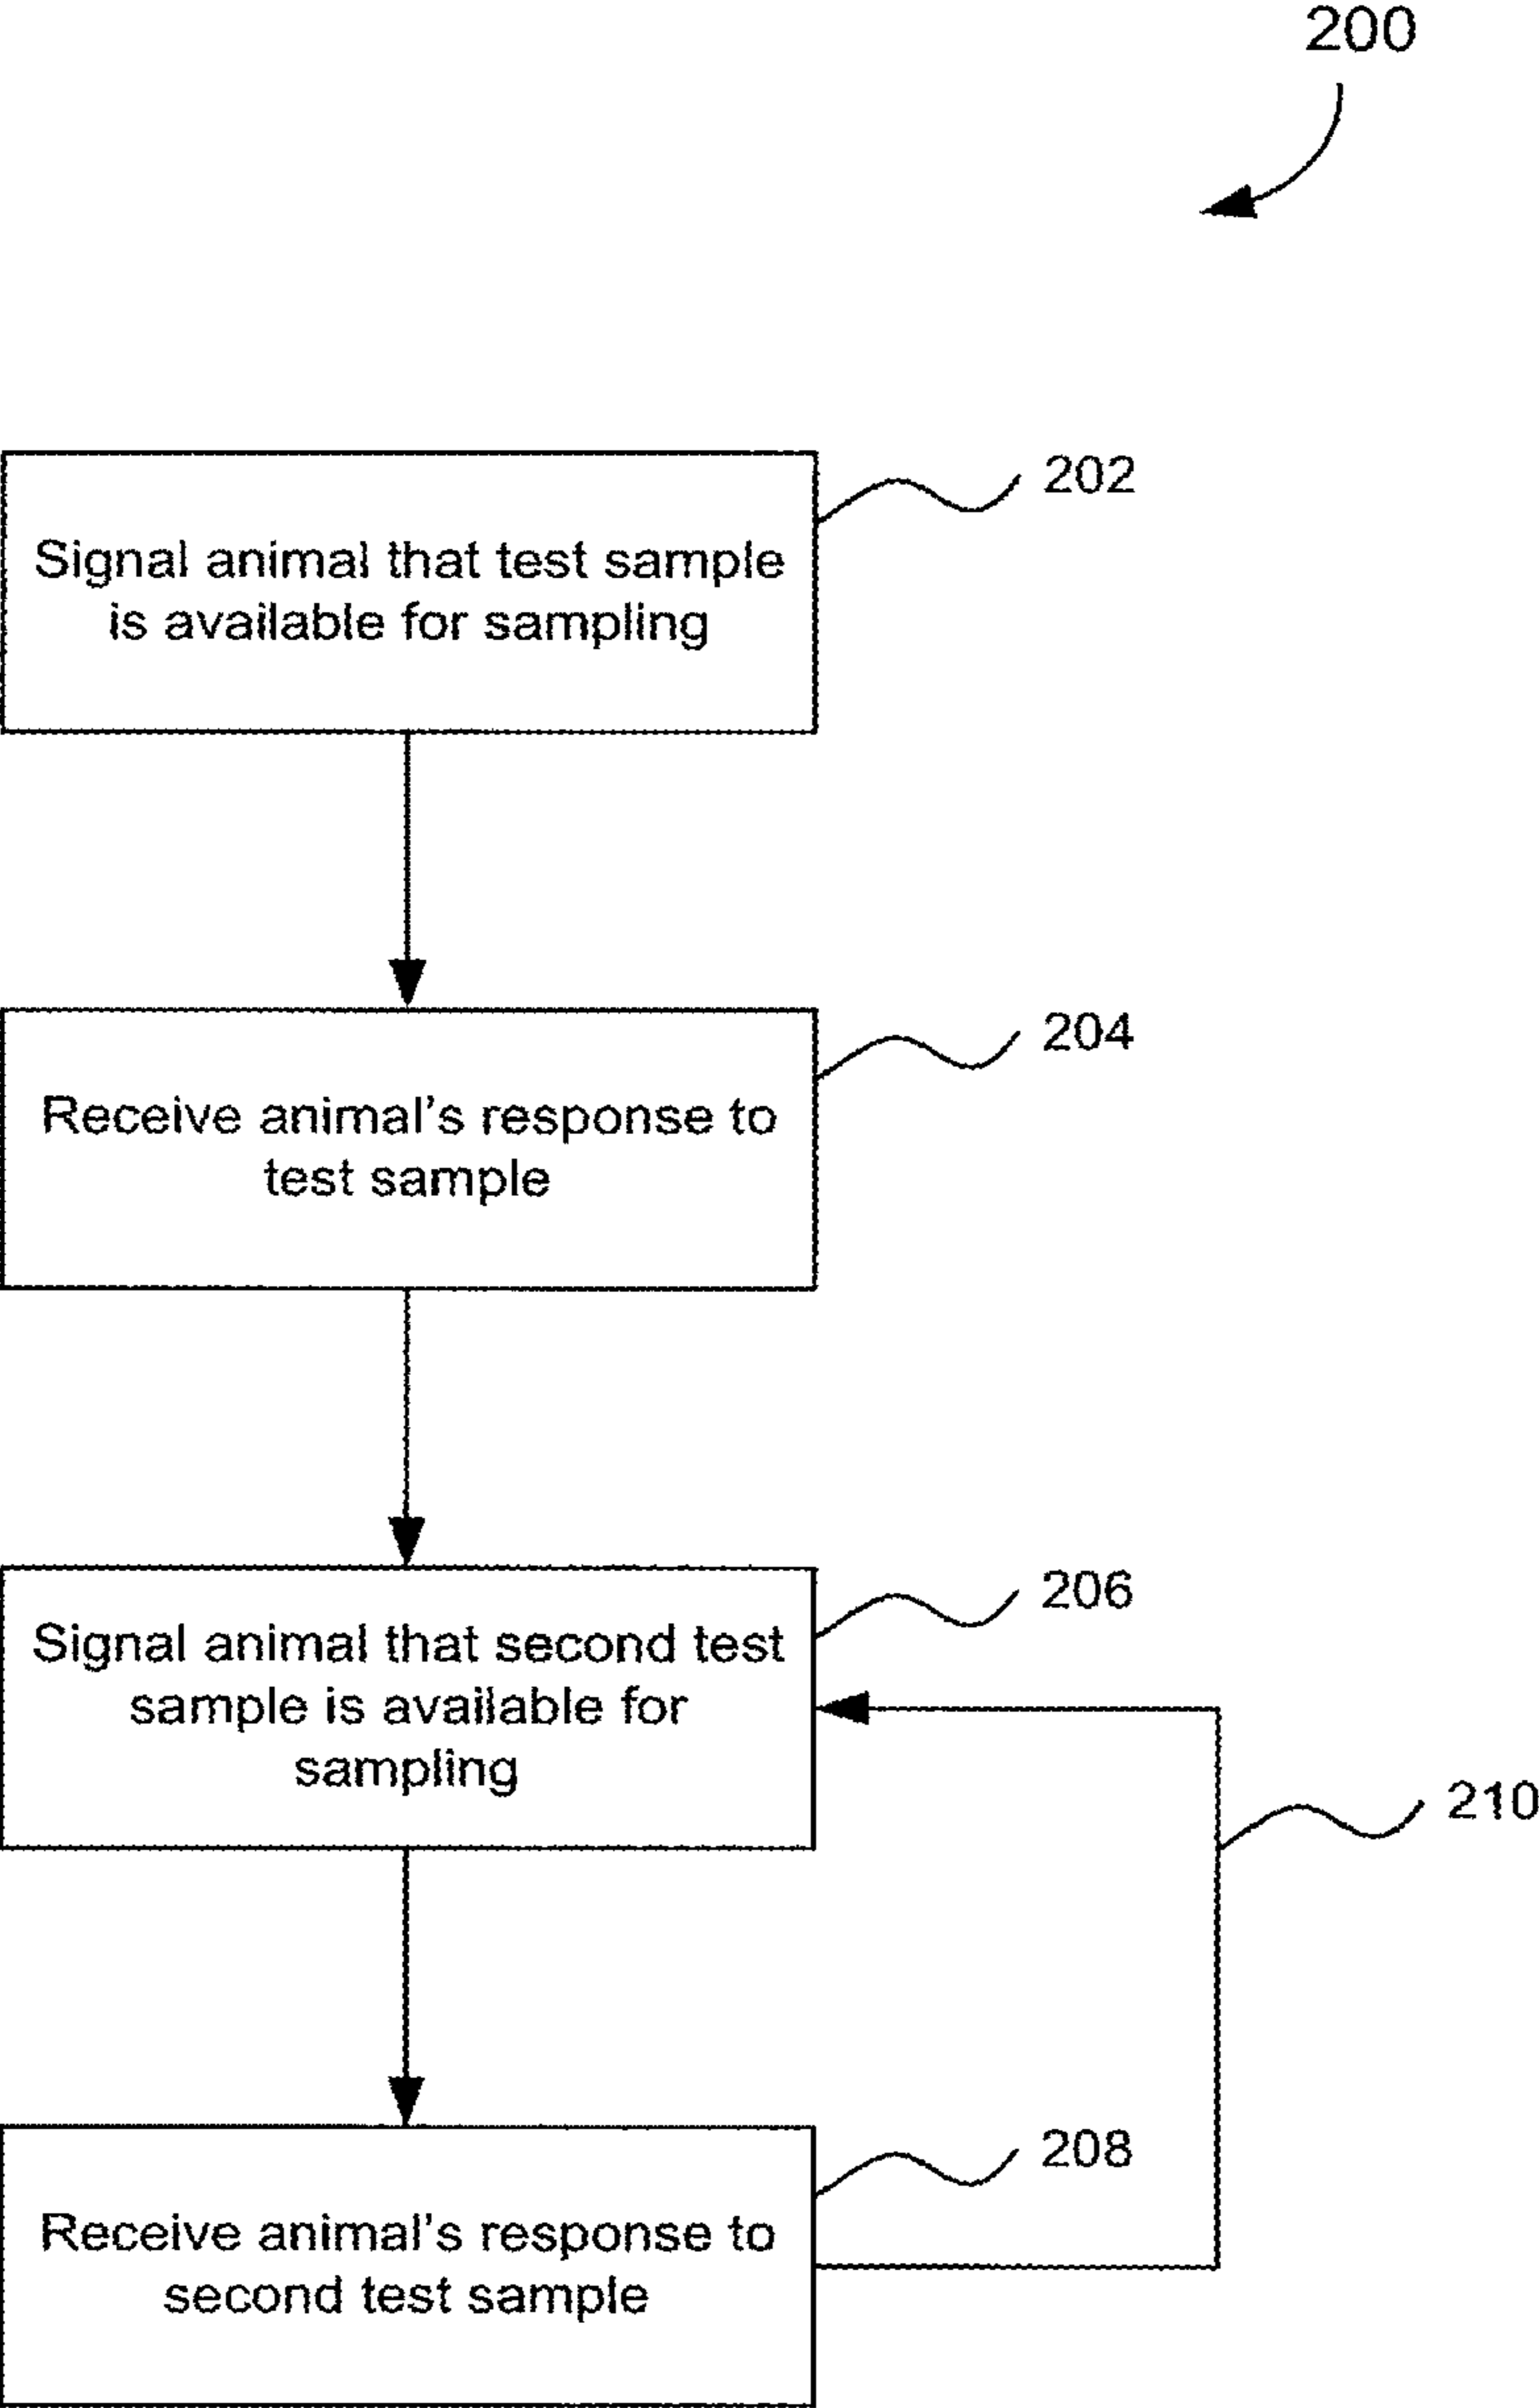 200
202
Signal animal that test sample
is available for sampling
204
Receive animal's response to
test sample
206
Signal animal that second test
sample is available for
sampling
210
208
Receive animal's response to
second test sample